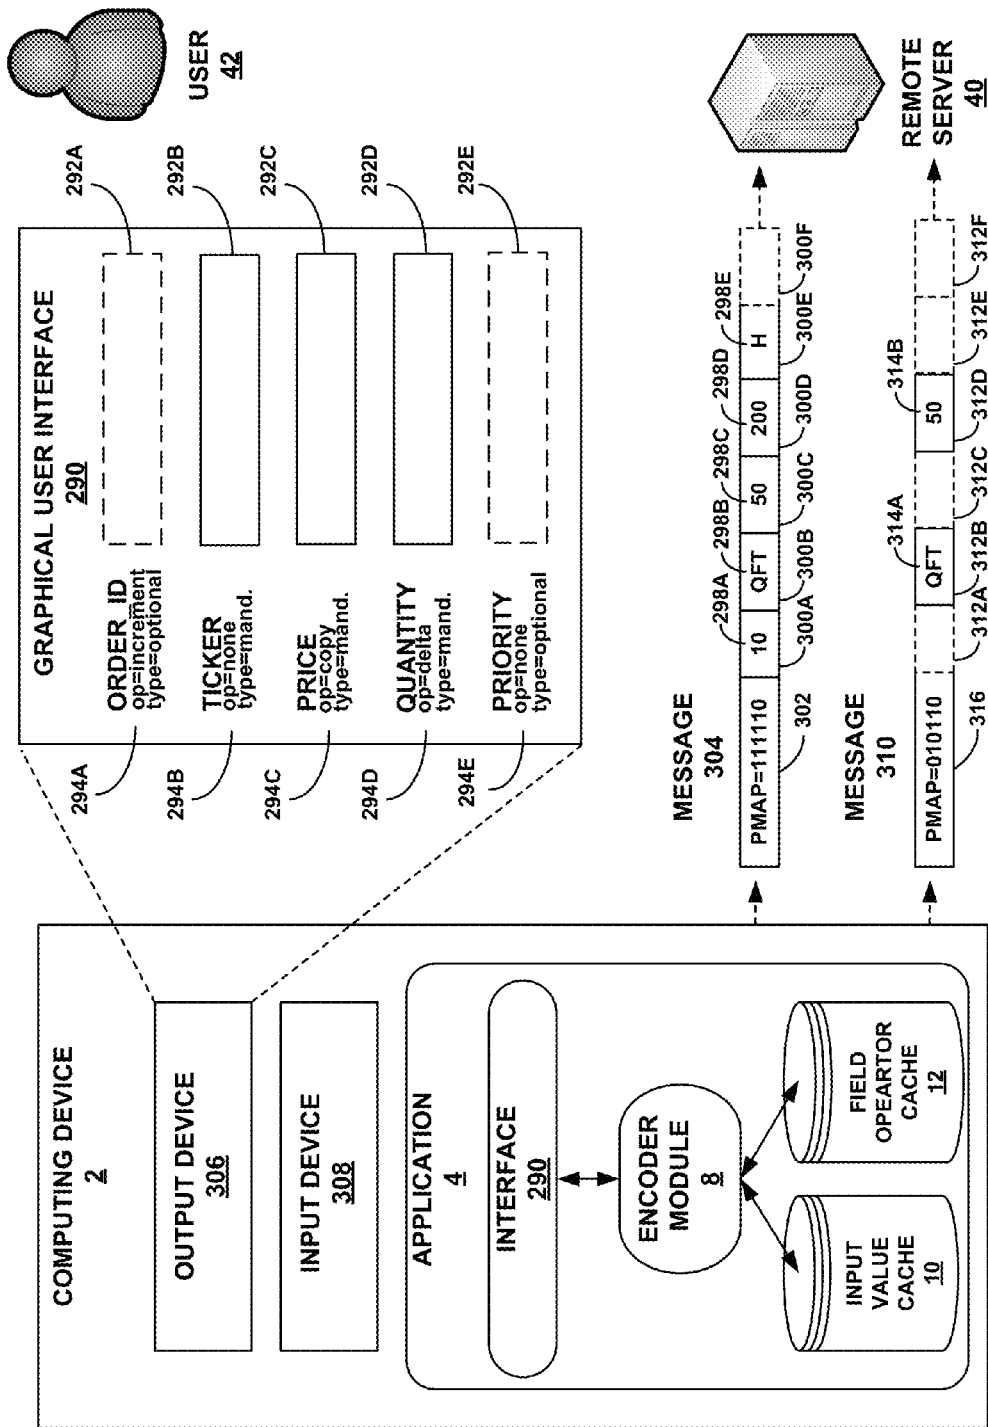 COMPUTING DEVICE
2
OUTPUT DEVICE
306
INPUT DEVICE
308
APPLICATION
4
INTERFACE
290
ENCODER
MODULE
8
INPUT
VALUE
CACHE
10
FIELD
OPEARTOR
CACHE
12
GRAPHICAL USER INTERFACE
290
294A
ORDER_ID
op=increment
type=optional
292A
294B
TICKER
op=none
type=mand.
292B
294C
PRICE
op=copy
type=mand.
292C
294D
QUANTITY
op=delta
type=mand.
292D
294E
PRIORITY
op=none
type=optional
292E
USER
42
MESSAGE
304
298A 298B 298C 298D 298E
PMAP=111110 10 QFT 50 200 H
302 300A 300B 300C 300D 300E 300F
MESSAGE
310
314A 314B
PMAP=010110 QFT 50
316 312A 312B 312C 312D 312E 312F
REMOTE
SERVER
40